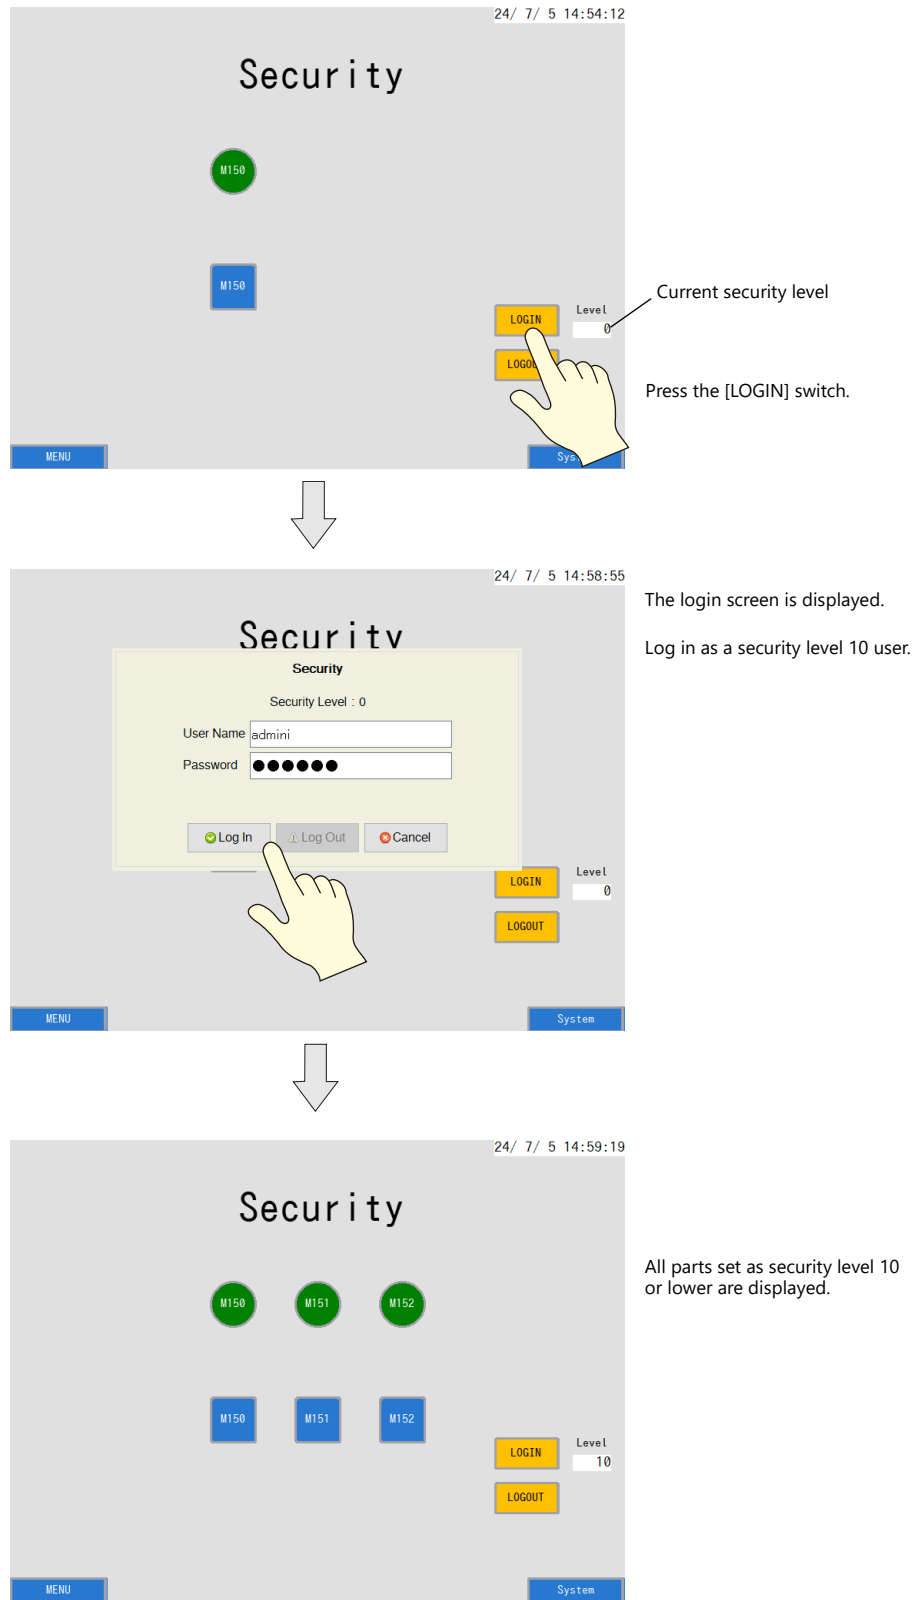 24/ 7/ 5 14:54:12
Security
M150
M150
Current security level
LOGIN
Level
0
Press the [LOGIN] switch.
MENU
24/ 7/ 5 14:58:55
The login screen is displayed.
Security
Log in as a security level 10 user.
Security
Security Level : 0
User Name admini
Password ●●●●●●
Log In Log Out Cancel
LOGIN
Level
0
LOGOUT
MENU
System
24/ 7/ 5 14:59:19
Security
All parts set as security level 10
or lower are displayed.
M150 M151 M152
M150 M151 M152
LOGIN
Level
10
LOGOUT
MENU
System